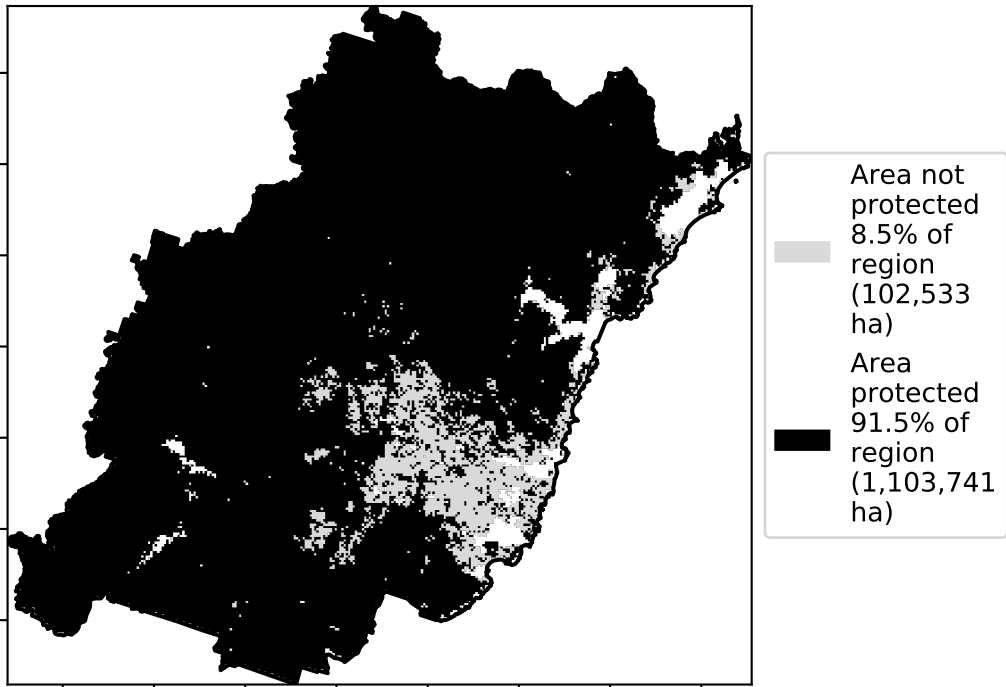 Area not
protected
8.5% of
region
(102,533
ha)
Area
protected
91.5% of
region
(1,103,741
ha)